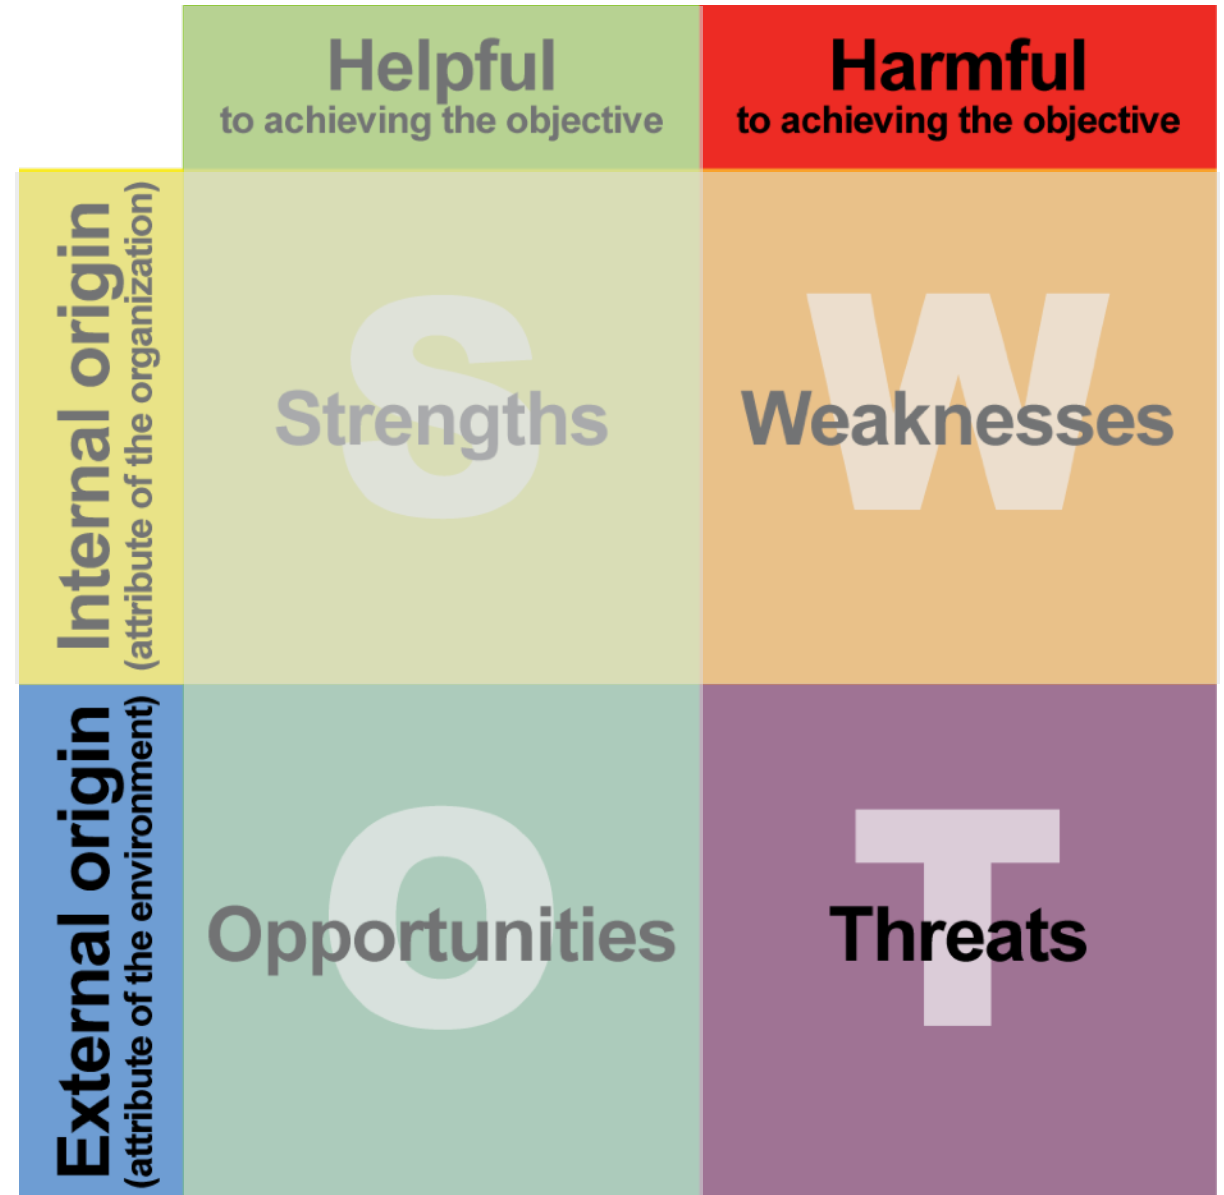 Helpful
to achieving the objective
Harmful
to achieving the objective
Internal origin
(attribute of the organization)
S
Strengths
W
Weaknesses
External origin
(attribute of the environment)
O
Opportunities
T
Threats